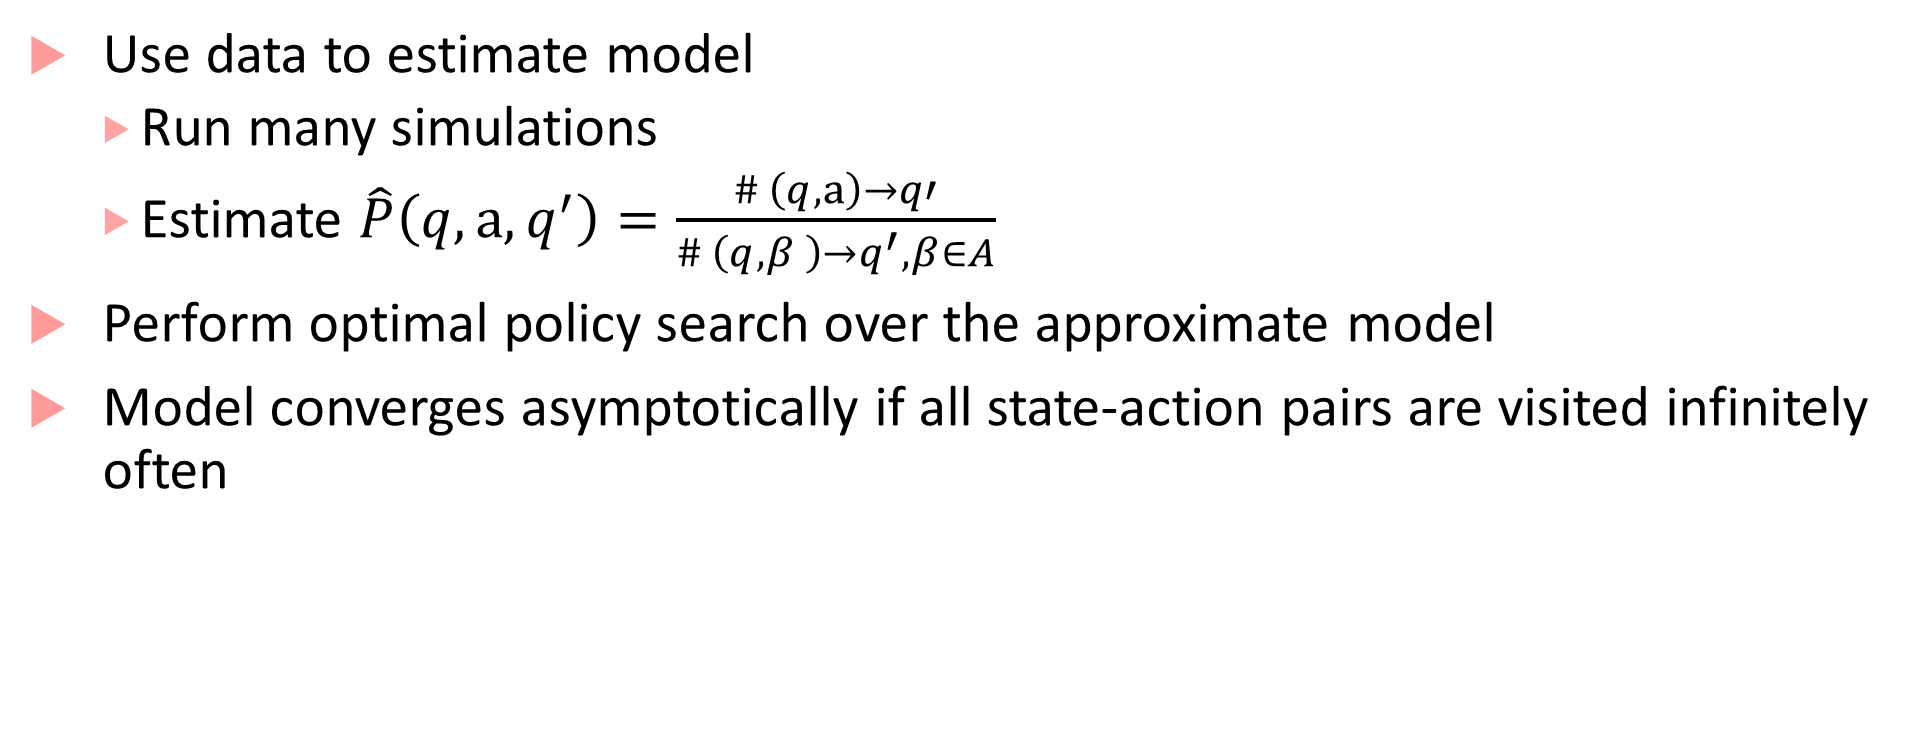 Use data to estimate model
Run many simulations
Estimate P̂(q, a, q′) = # (q,a)→q′ / # (q,β )→q′,β∈A
Perform optimal policy search over the approximate model
Model converges asymptotically if all state-action pairs are visited infinitely
often